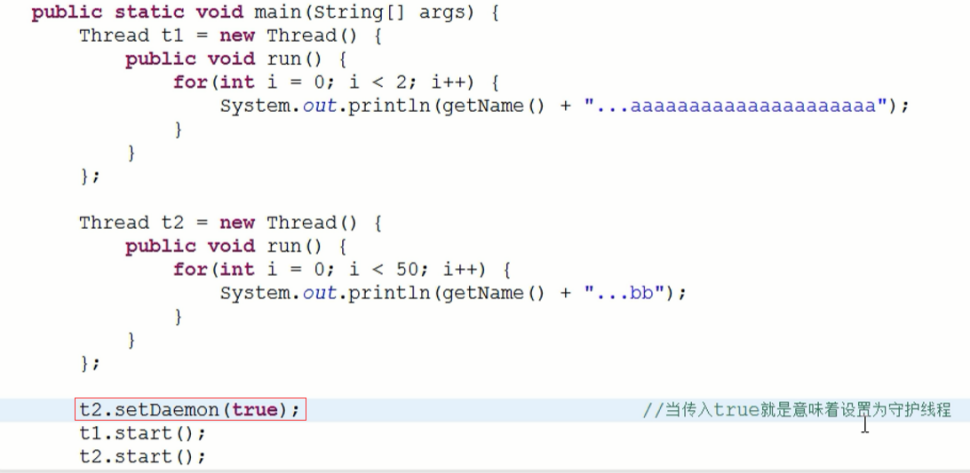 public static void main(String[] args) {
Thread t1 = new Thread() {
public void run() {
for(int i = 0; i < 2; i++) {
System.out.println(getName() + "...aaaaaaaaaaaaaaaaaaaaa");
}
}
};
Thread t2 = new Thread() {
public void run() {
for(int i = 0; i < 50; i++) {
System.out.println(getName() + "...bb");
}
}
};
t2.setDaemon(true); //当传入true就是意味着设置为守护线程
t1.start();
t2.start();